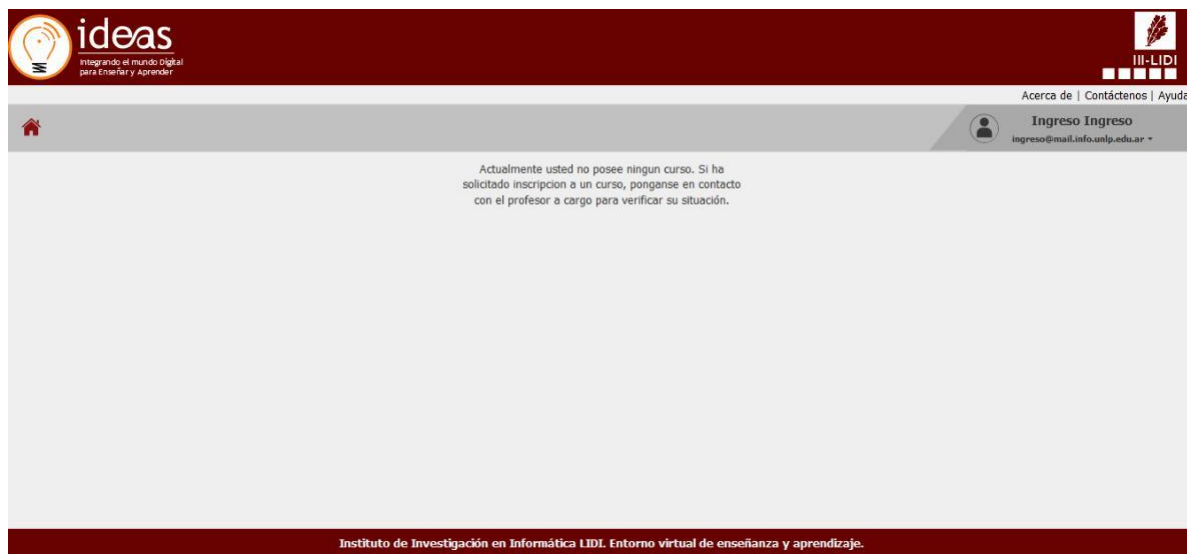 ideas
Integrando el mundo Digital
para Enseñar y Aprender
III-LIDI
Acerca de | Contáctenos | Ayuda
Ingreso Ingreso
ingreso@mail.info.unlp.edu.ar
Actualmente usted no posee ningun curso. Si ha
solicitado inscripcion a un curso, ponganse en contacto
con el profesor a cargo para verificar su situación.
Instituto de Investigación en Informática LIDI. Entorno virtual de enseñanza y aprendizaje.